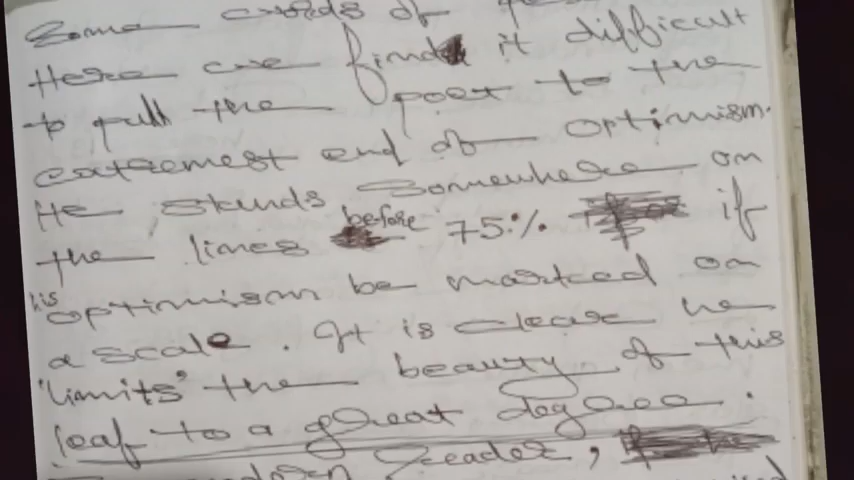 Some words of
Here we find it difficult
to pull the poet to the
extremest end of optimism.
He stands somewhere on
the lines before 75.% if
his optimism be marked on
a scale. It is clear he
'limits' the beauty of this
leaf to a great degree.
reader,